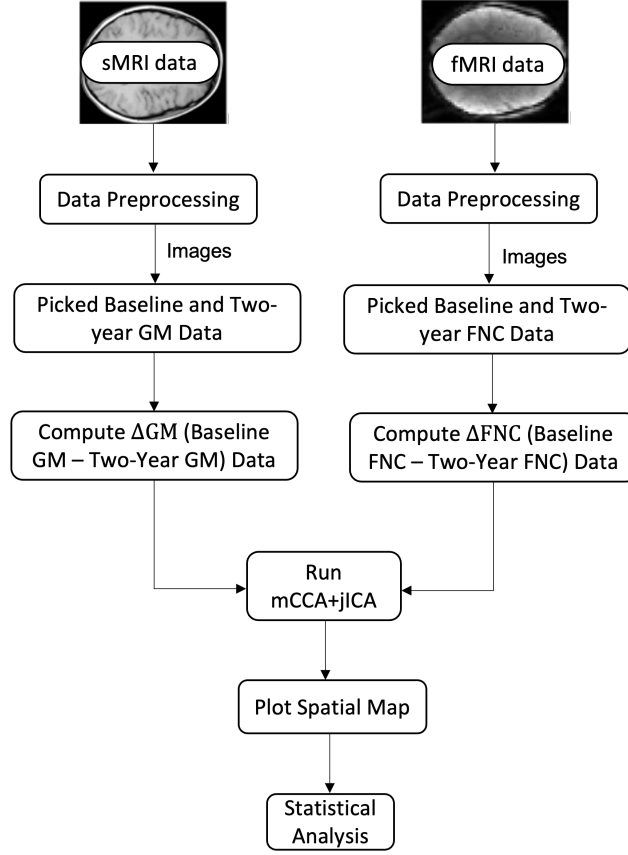 sMRI data
fMRI data
Data Preprocessing
Data Preprocessing
Images
Images
Picked Baseline and Two-
year GM Data
Picked Baseline and Two-
year FNC Data
Compute ΔGM (Baseline
GM – Two-Year GM) Data
Compute ΔFNC (Baseline
FNC – Two-Year FNC) Data
Run
mCCA+jICA
Plot Spatial Map
Statistical
Analysis